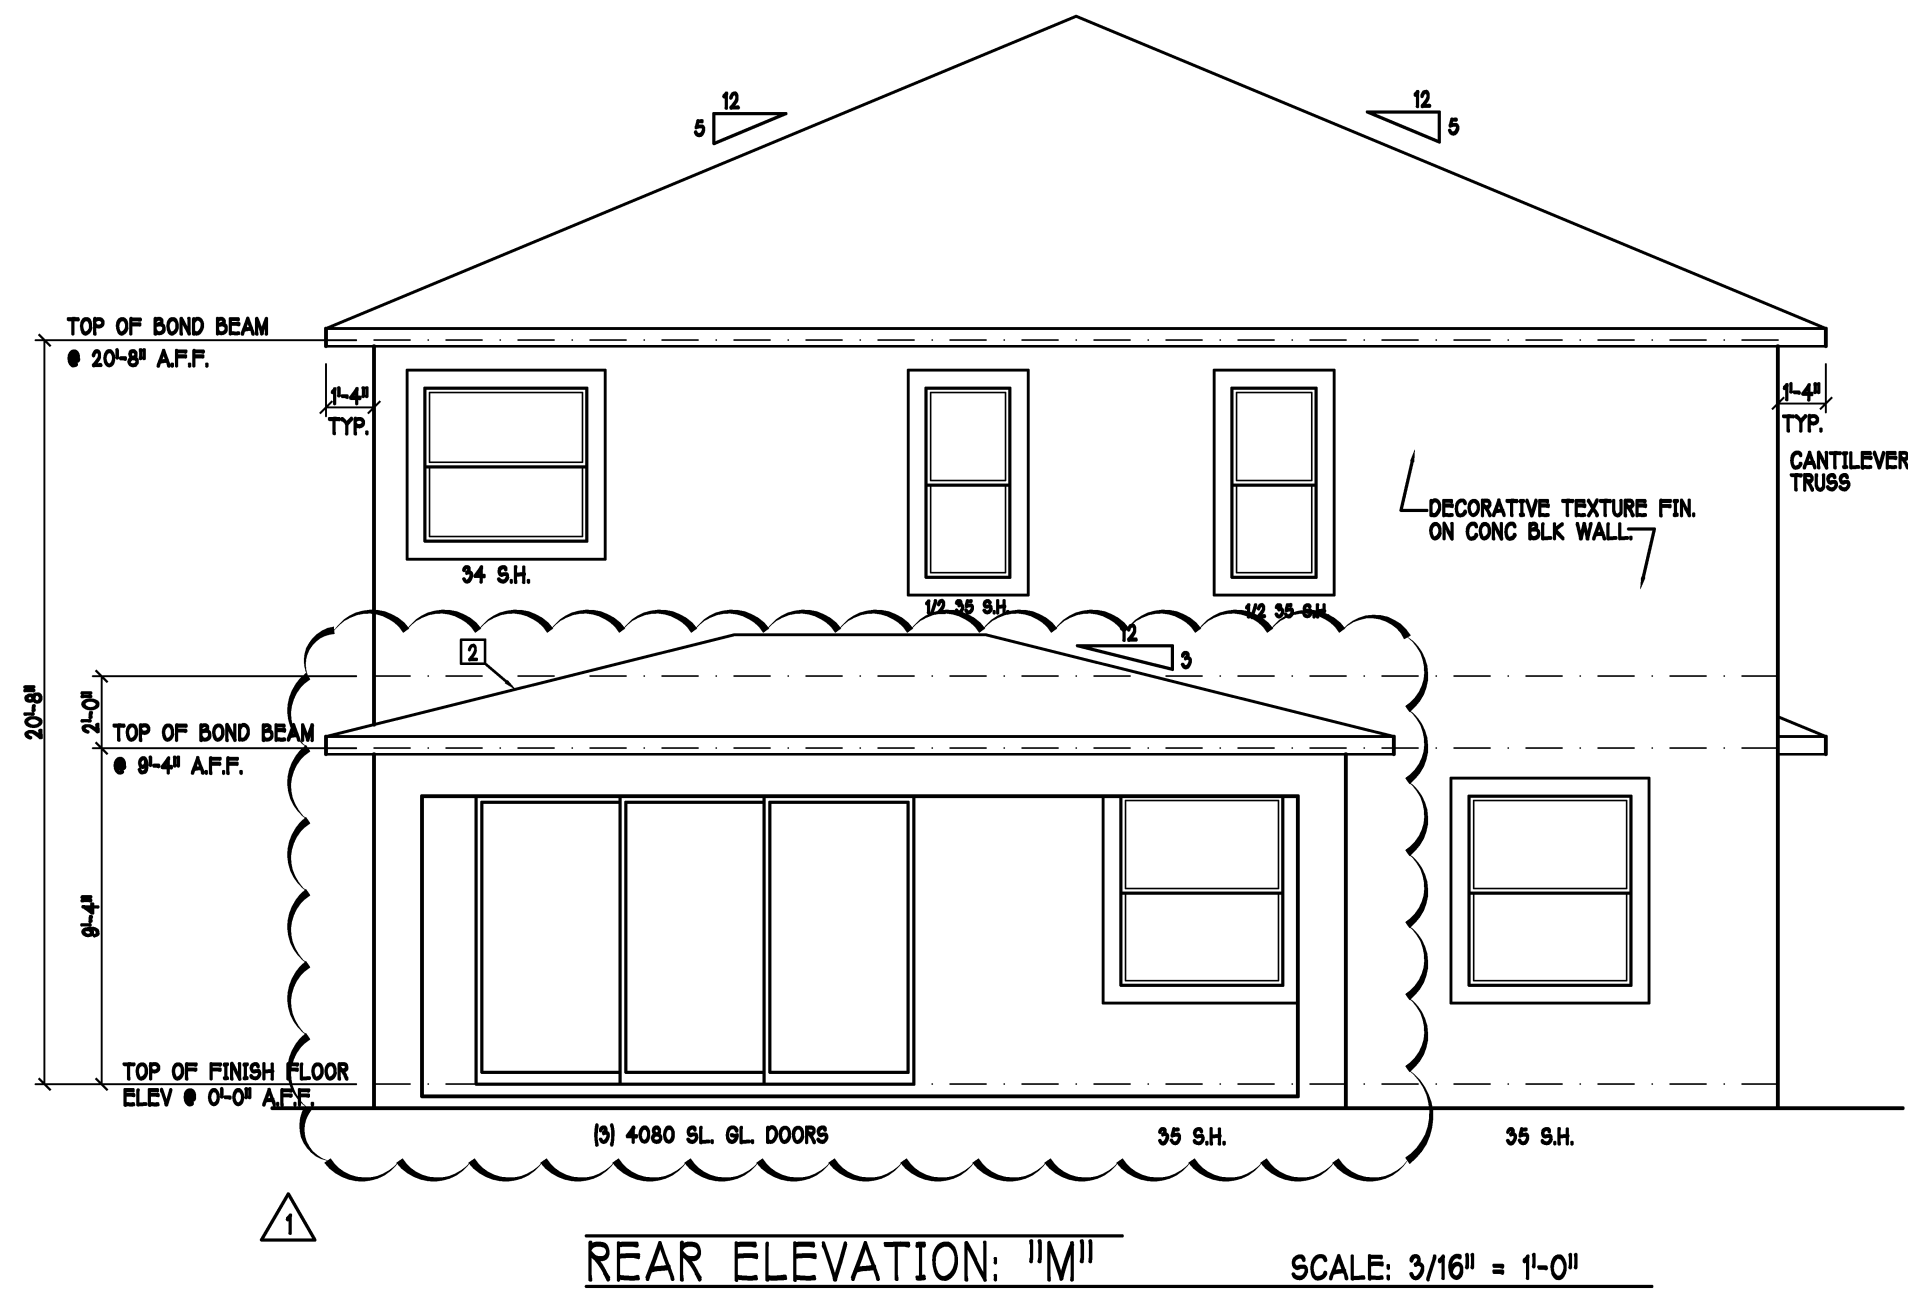 12
5
12
5
TOP OF BOND BEAM
@ 20'-8" A.F.F.
1'-4"
TYP.
1'-4"
TYP.
CANTILEVER
TRUSS
DECORATIVE TEXTURE FIN.
ON CONC BLK WALL.
34 S.H.
1/2 35 S.H.
1/2 35 S.H
12
3
2
20'-8"
2'-0"
TOP OF BOND BEAM
@ 9'-4" A.F.F.
9'-4"
TOP OF FINISH FLOOR
ELEV @ 0'-0" A.F.F.
(3) 4080 SL. GL. DOORS
35 S.H.
35 S.H.
1
REAR ELEVATION: "M"
SCALE: 3/16" = 1'-0"